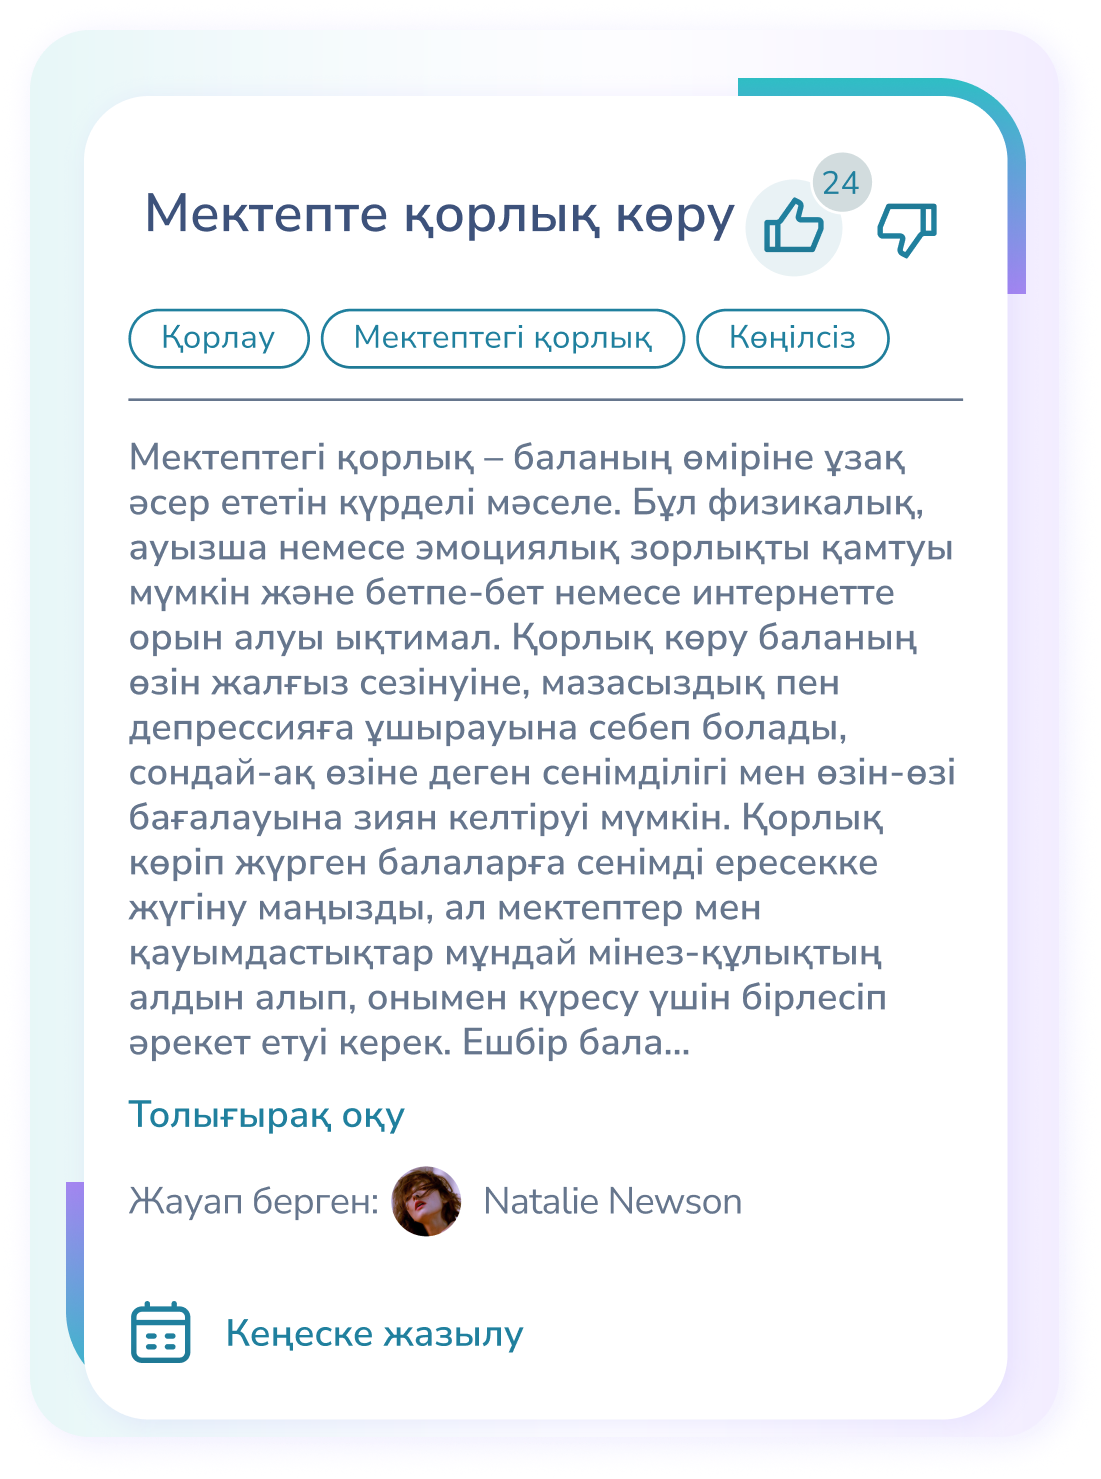 Мектепте қорлық көру
24
Қорлау
Мектептегі қорлық
Көңілсіз
Мектептегі қорлық – баланың өміріне ұзақ
әсер ететін күрделі мәселе. Бұл физикалық,
ауызша немесе эмоциялық зорлықты қамтуы
мүмкін және бетпе-бет немесе интернетте
орын алуы ықтимал. Қорлық көру баланың
өзін жалғыз сезінуіне, мазасыздық пен
депрессияға ұшырауына себеп болады,
сондай-ақ өзіне деген сенімділігі мен өзін-өзі
бағалауына зиян келтіруі мүмкін. Қорлық
көріп жүрген балаларға сенімді ересекке
жүгіну маңызды, ал мектептер мен
қауымдастықтар мұндай мінез-құлықтың
алдын алып, онымен күресу үшін бірлесіп
әрекет етуі керек. Ешбір бала...
Толығырақ оқу
Жауап берген: Natalie Newson
Кеңеске жазылу